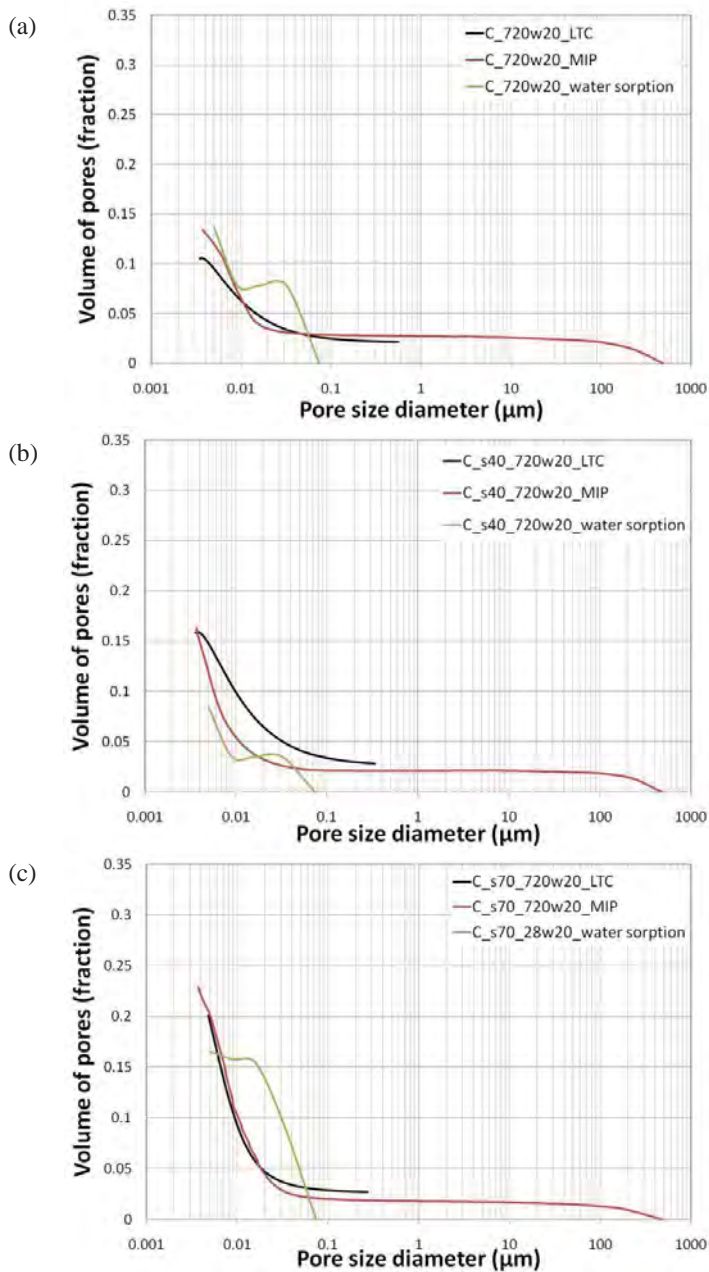 (a)
C_720w20_LTC
C_720w20_MIP
C_720w20_water sorption
Volume of pores (fraction)
0.35
0.3
0.25
0.2
0.15
0.1
0.05
0
0.001 0.01 0.1 1 10 100 1000
Pore size diameter (µm)
(b)
C_s40_720w20_LTC
C_s40_720w20_MIP
C_s40_720w20_water sorption
Volume of pores (fraction)
0.35
0.3
0.25
0.2
0.15
0.1
0.05
0
0.001 0.01 0.1 1 10 100 1000
Pore size diameter (µm)
(c)
C_s70_720w20_LTC
C_s70_720w20_MIP
C_s70_28w20_water sorption
Volume of pores (fraction)
0.35
0.3
0.25
0.2
0.15
0.1
0.05
0
0.001 0.01 0.1 1 10 100 1000
Pore size diameter (µm)